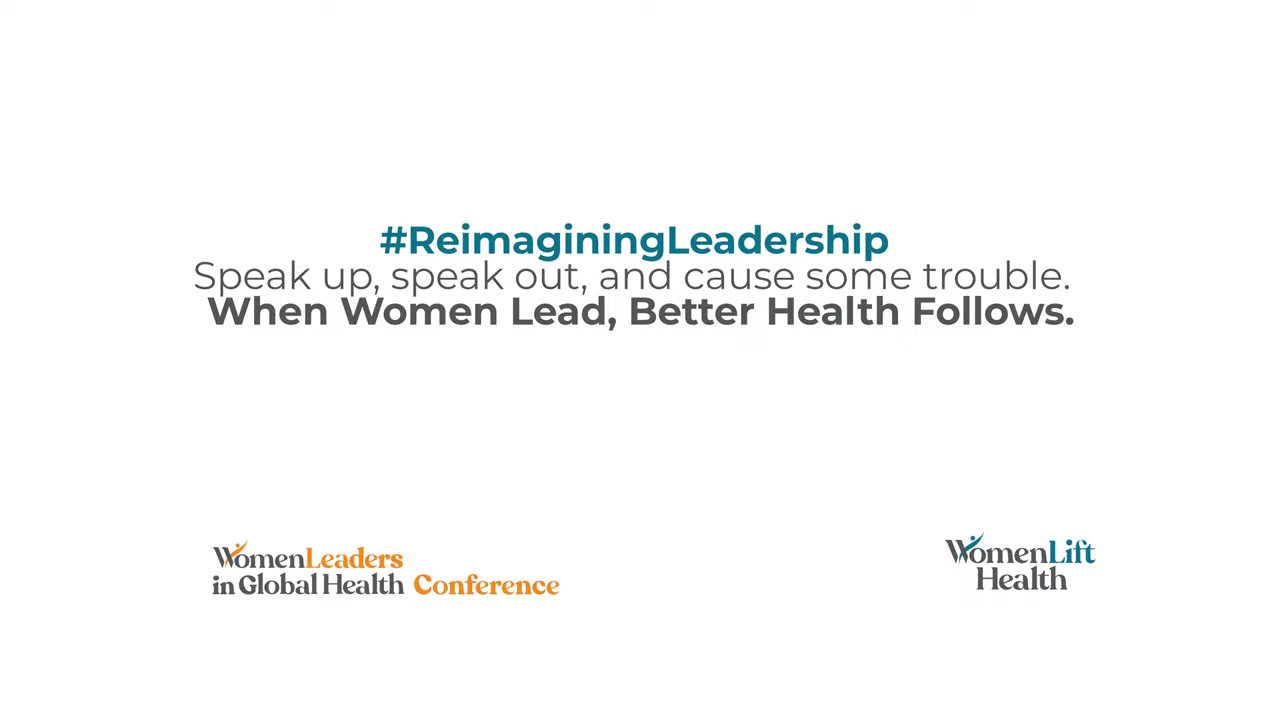 #ReimaginingLeadership
Speak up, speak out, and cause some trouble.
When Women Lead, Better Health Follows.
WomenLeaders
in Global Health Conference
WomenLift
Health